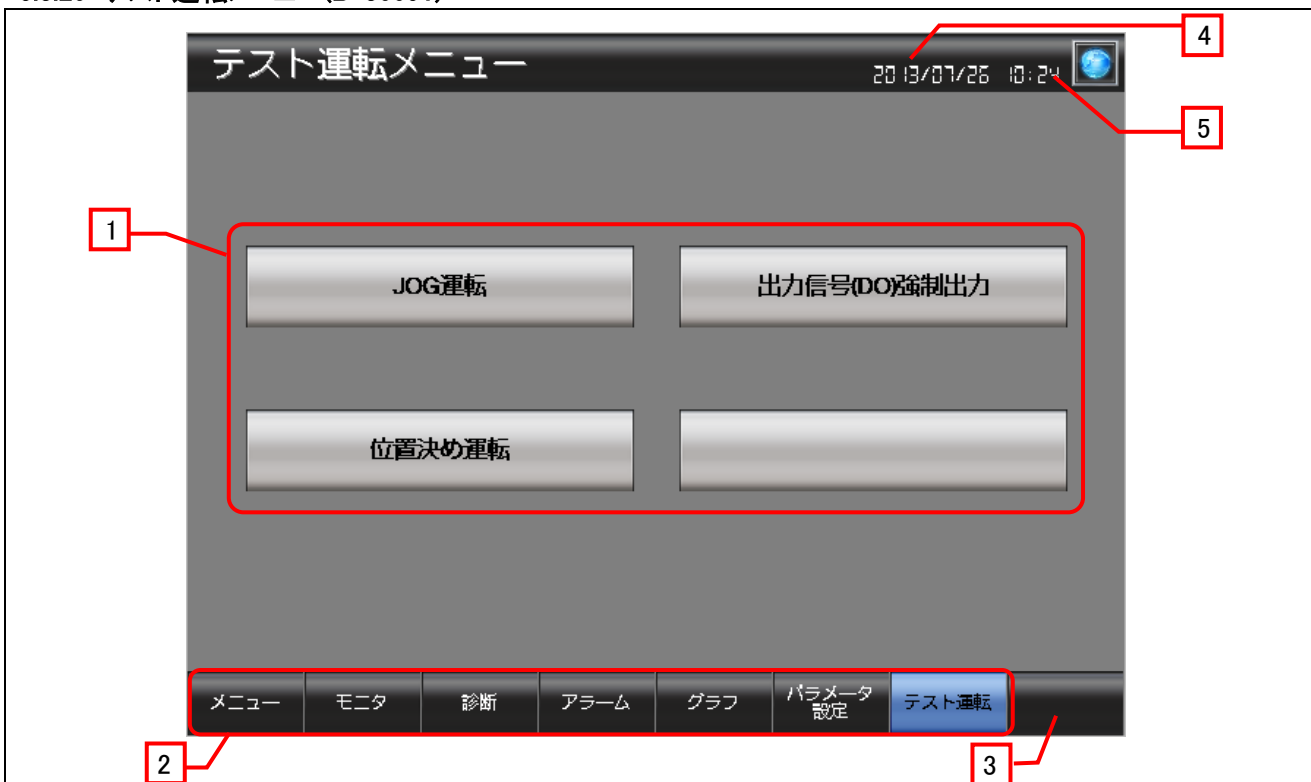 テスト運転メニュー
2013/07/26 10:24
4
5
1
JOG運転
出力信号(DO)強制出力
位置決め運転
メニュー
モニタ
診断
アラーム
グラフ
パラメータ
設定
テスト運転
2
3